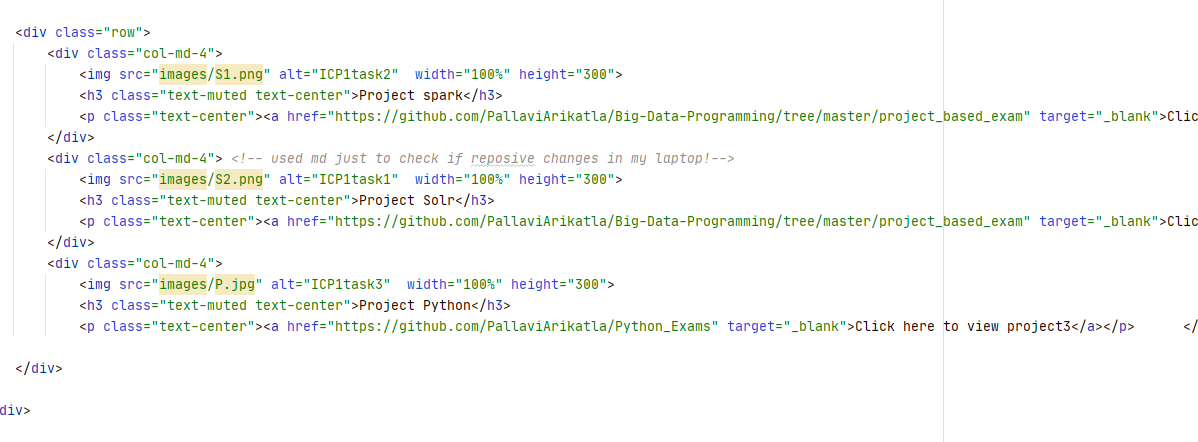 <div class="row">
<div class="col-md-4">
<img src="images/S1.png" alt="ICP1task2"  width="100%" height="300">
<h3 class="text-muted text-center">Project spark</h3>
<p class="text-center"><a href="https://github.com/PallaviArikatla/Big-Data-Programming/tree/master/project_based_exam" target="_blank">Clic
</div>
<div class="col-md-4"> <!-- used md just to check if reposive changes in my laptop!-->
<img src="images/S2.png" alt="ICP1task1"  width="100%" height="300">
<h3 class="text-muted text-center">Project Solr</h3>
<p class="text-center"><a href="https://github.com/PallaviArikatla/Big-Data-Programming/tree/master/project_based_exam" target="_blank">Clic
</div>
<div class="col-md-4">
<img src="images/P.jpg" alt="ICP1task3"  width="100%" height="300">
<h3 class="text-muted text-center">Project Python</h3>
<p class="text-center"><a href="https://github.com/PallaviArikatla/Python_Exams" target="_blank">Click here to view project3</a></p>      </
</div>
div>